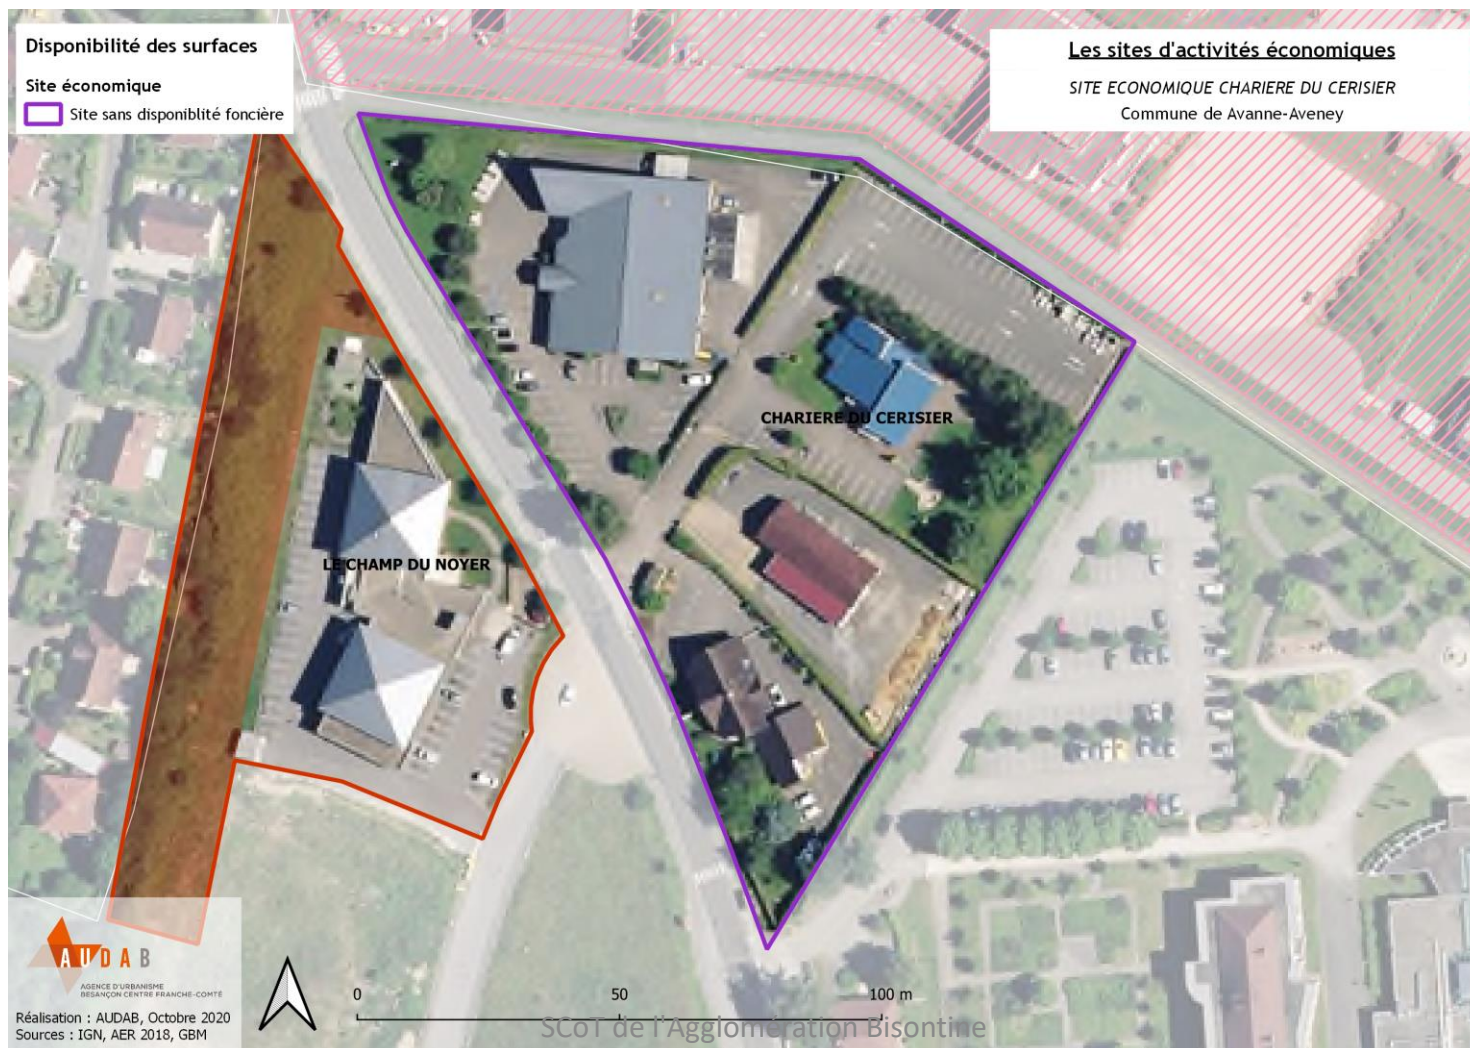 Disponibilité des surfaces
Site économique
Site sans disponiblité foncière
Les sites d'activités économiques
SITE ECONOMIQUE CHARIERE DU CERISIER
Commune de Avanne-Aveney
CHARIERE DU CERISIER
LE CHAMP DU NOYER
AUDAB
AGENCE D'URBANISME
BESANÇON CENTRE FRANCHE-COMTÉ
Réalisation : AUDAB, Octobre 2020
Sources : IGN, AER 2018, GBM
0 50 100 m
SCoT de l'Agglomération Bisontine